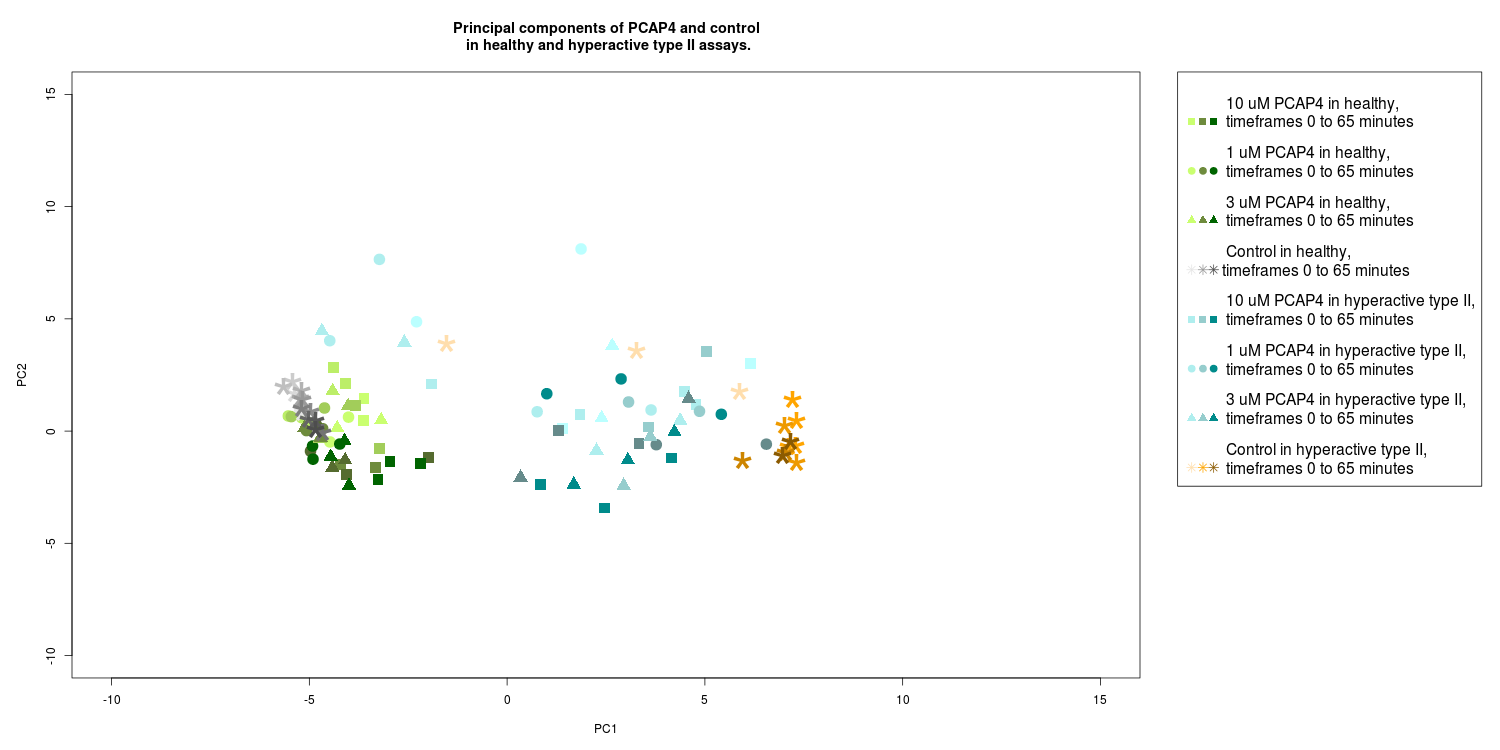 Principal components of PCAP4 and control
in healthy and hyperactive type II assays.
15
10
5
0
-5
-10
PC2
-10
-5
0
5
10
15
PC1
10 uM PCAP4 in healthy,
timeframes 0 to 65 minutes
1 uM PCAP4 in healthy,
timeframes 0 to 65 minutes
3 uM PCAP4 in healthy,
timeframes 0 to 65 minutes
Control in healthy,
timeframes 0 to 65 minutes
10 uM PCAP4 in hyperactive type II,
timeframes 0 to 65 minutes
1 uM PCAP4 in hyperactive type II,
timeframes 0 to 65 minutes
3 uM PCAP4 in hyperactive type II,
timeframes 0 to 65 minutes
Control in hyperactive type II,
timeframes 0 to 65 minutes